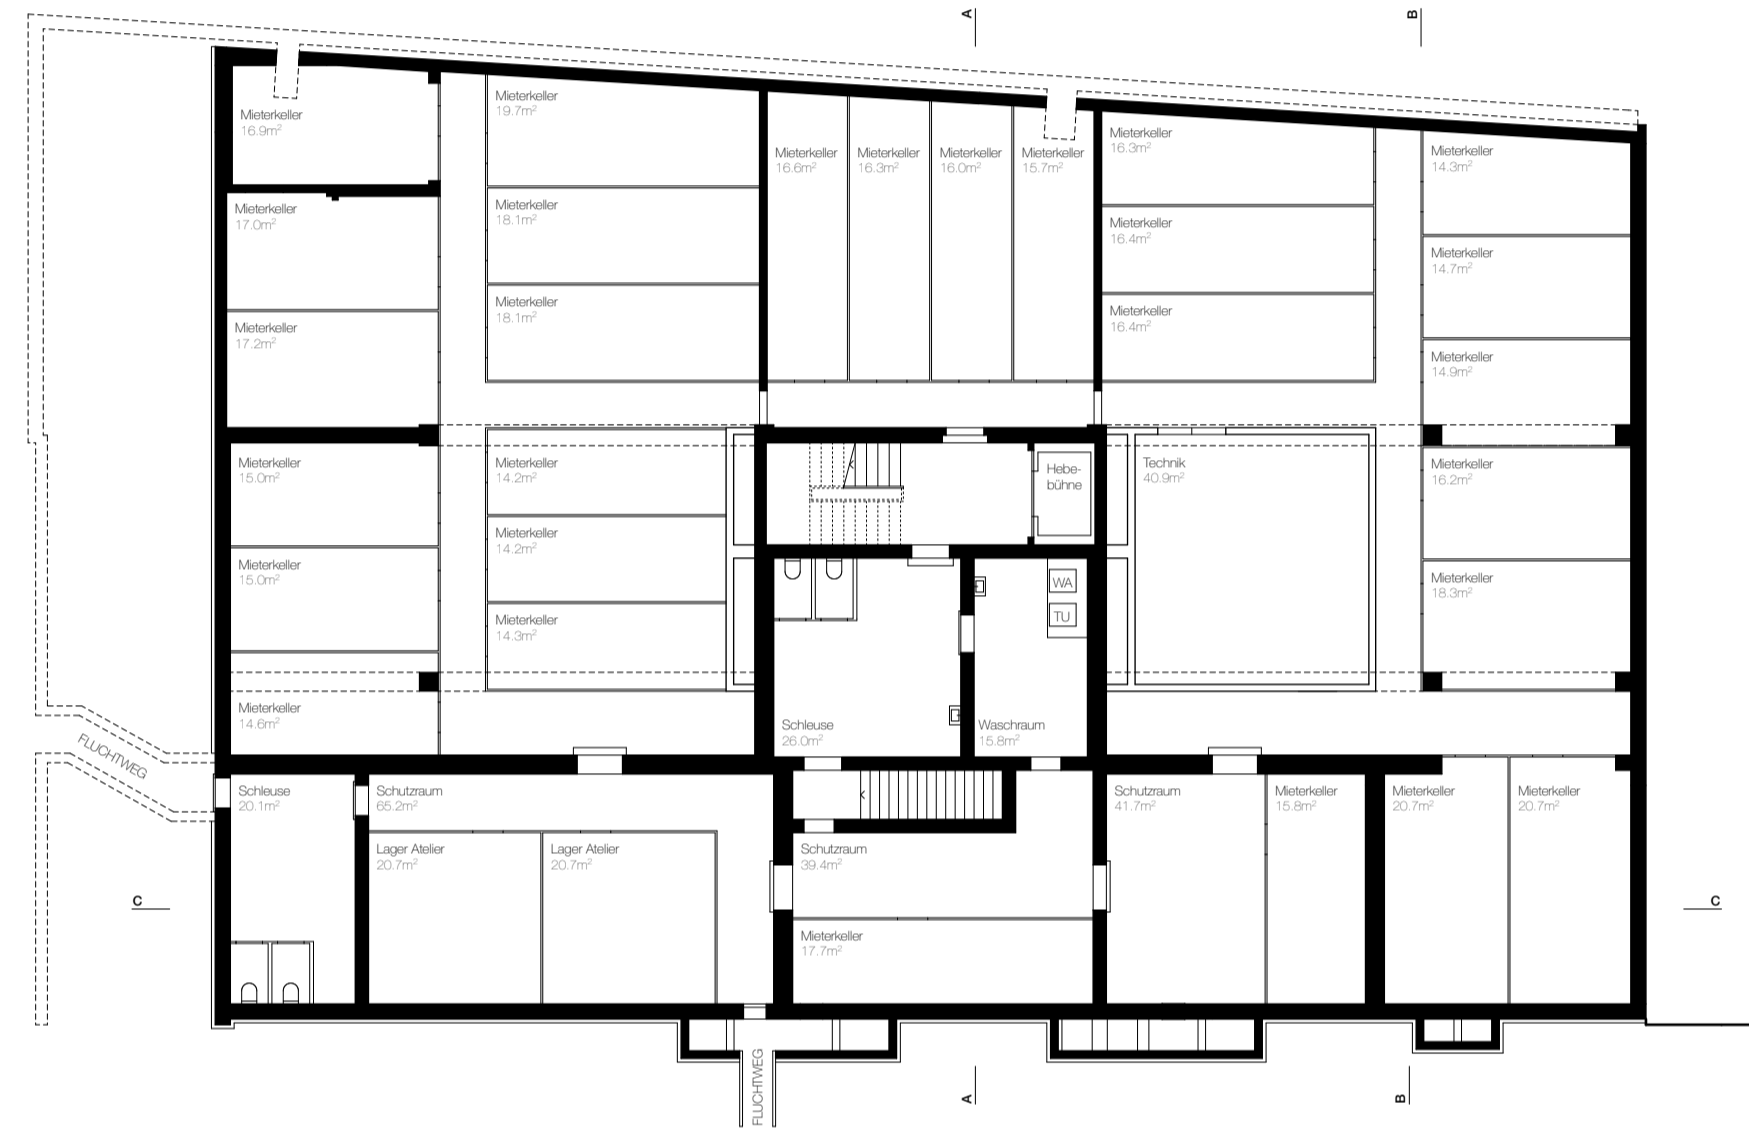 A
B
Mieterkeller
16.9m²
Mieterkeller
19.7m²
Mieterkeller
16.6m²
Mieterkeller
16.3m²
Mieterkeller
16.0m²
Mieterkeller
15.7m²
Mieterkeller
16.3m²
Mieterkeller
14.3m²
Mieterkeller
17.0m²
Mieterkeller
18.1m²
Mieterkeller
16.4m²
Mieterkeller
14.7m²
Mieterkeller
17.2m²
Mieterkeller
18.1m²
Mieterkeller
16.4m²
Mieterkeller
14.9m²
Mieterkeller
15.0m²
Mieterkeller
14.2m²
Hebe-
bühne
Technik
40.9m²
Mieterkeller
16.2m²
Mieterkeller
15.0m²
Mieterkeller
14.2m²
WA
TU
Mieterkeller
18.3m²
Mieterkeller
14.3m²
Mieterkeller
14.6m²
Schleuse
26.0m²
Waschraum
15.8m²
FLUCHTWEG
Schleuse
20.1m²
Schutzraum
65.2m²
Schutzraum
41.7m²
Mieterkeller
15.8m²
Mieterkeller
20.7m²
Mieterkeller
20.7m²
Lager Atelier
20.7m²
Lager Atelier
20.7m²
Schutzraum
39.4m²
C
C
Mieterkeller
17.7m²
FLUCHTWEG
A
B